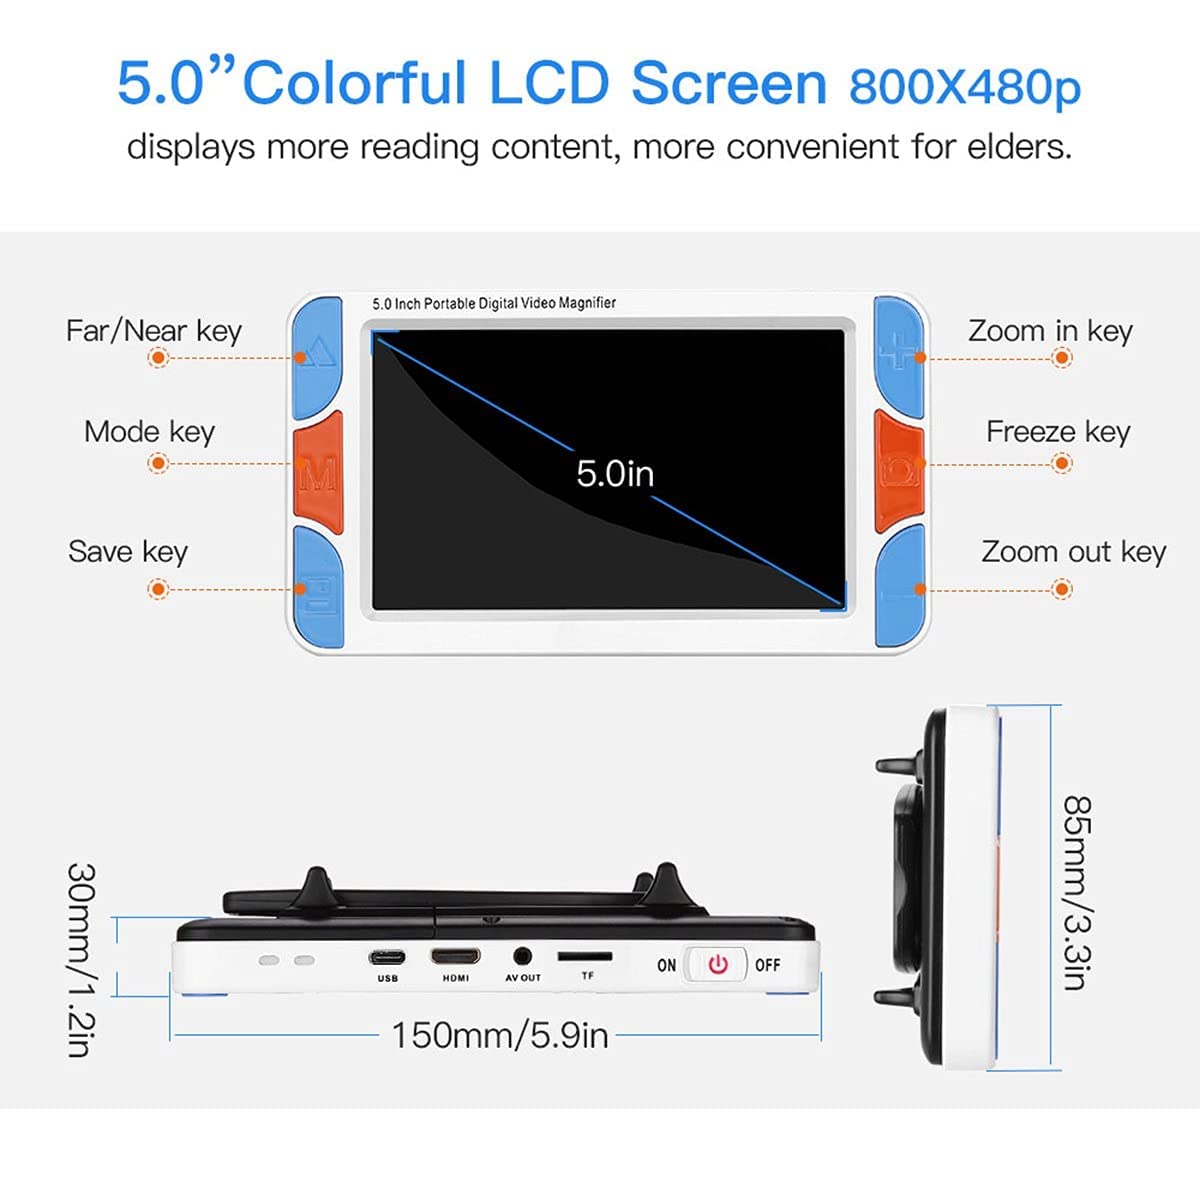 5.0” Colorful LCD Screen 800X480p
displays more reading content, more convenient for elders.
5.0 Inch Portable Digital Video Magnifier
Far/Near key
Zoom in key
Mode key
M
Freeze key
5.0in
Save key
Zoom out key
30mm/1.2in
85mm/3.3in
USB
HDMI
AV OUT
TF
ON
OFF
150mm/5.9in